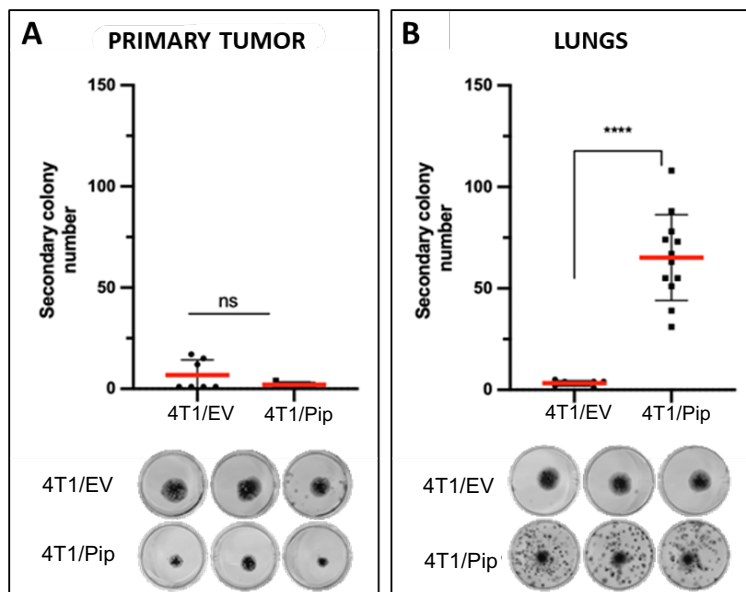 A
PRIMARY TUMOR
150
100
50
0
Secondary colony
number
ns
4T1/EV
4T1/Pip
4T1/EV
4T1/Pip
B
LUNGS
150
100
50
0
Secondary colony
number
****
4T1/EV
4T1/Pip
4T1/EV
4T1/Pip